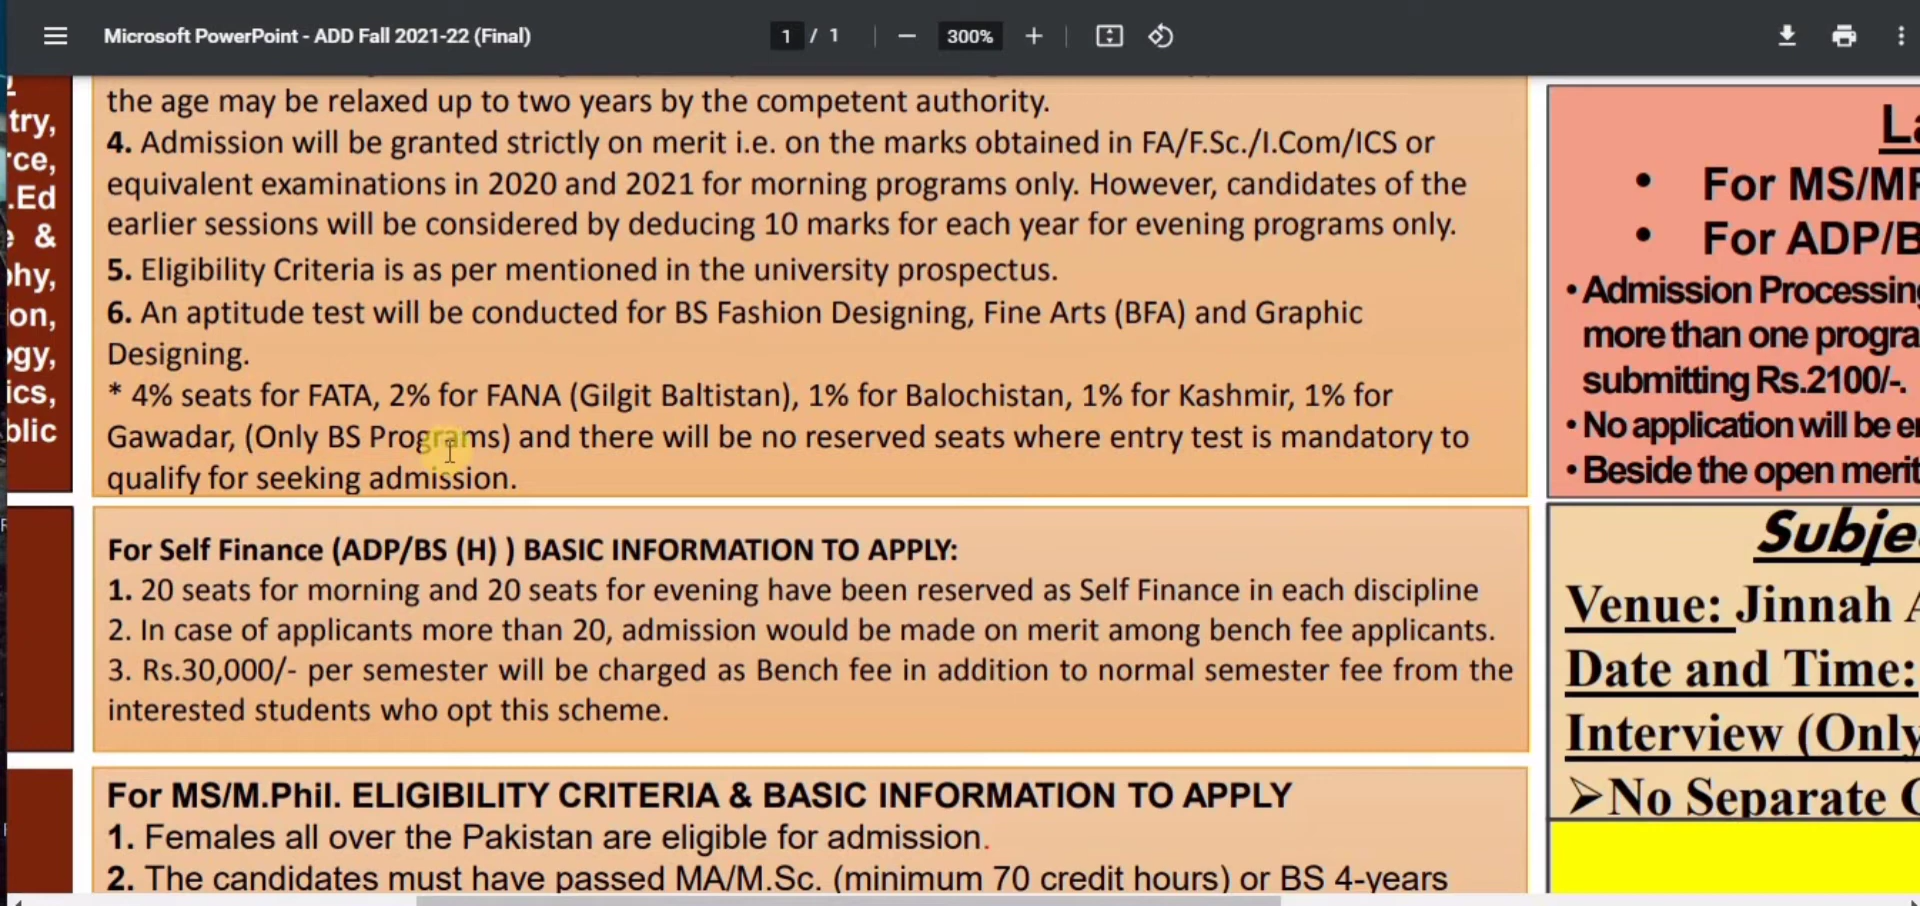 Microsoft PowerPoint - ADD Fall 2021-22 (Final)
1 / 1
300%
try,
rce,
.Ed
&
phy,
ion,
ogy,
ics,
blic
the age may be relaxed up to two years by the competent authority.
4. Admission will be granted strictly on merit i.e. on the marks obtained in FA/F.Sc./I.Com/ICS or
equivalent examinations in 2020 and 2021 for morning programs only. However, candidates of the
earlier sessions will be considered by deducing 10 marks for each year for evening programs only.
5. Eligibility Criteria is as per mentioned in the university prospectus.
6. An aptitude test will be conducted for BS Fashion Designing, Fine Arts (BFA) and Graphic
Designing.
* 4% seats for FATA, 2% for FANA (Gilgit Baltistan), 1% for Balochistan, 1% for Kashmir, 1% for
Gawadar, (Only BS Programs) and there will be no reserved seats where entry test is mandatory to
qualify for seeking admission.
For Self Finance (ADP/BS (H) ) BASIC INFORMATION TO APPLY:
1. 20 seats for morning and 20 seats for evening have been reserved as Self Finance in each discipline
2. In case of applicants more than 20, admission would be made on merit among bench fee applicants.
3. Rs.30,000/- per semester will be charged as Bench fee in addition to normal semester fee from the
interested students who opt this scheme.
For MS/M.Phil. ELIGIBILITY CRITERIA & BASIC INFORMATION TO APPLY
1. Females all over the Pakistan are eligible for admission.
2. The candidates must have passed MA/M.Sc. (minimum 70 credit hours) or BS 4-years
La
• For MS/MP
• For ADP/B
• Admission Processing
more than one progra
submitting Rs.2100/-.
• No application will be e
• Beside the open merit
Subje
Venue: Jinnah A
Date and Time:
Interview (Only
➢No Separate C